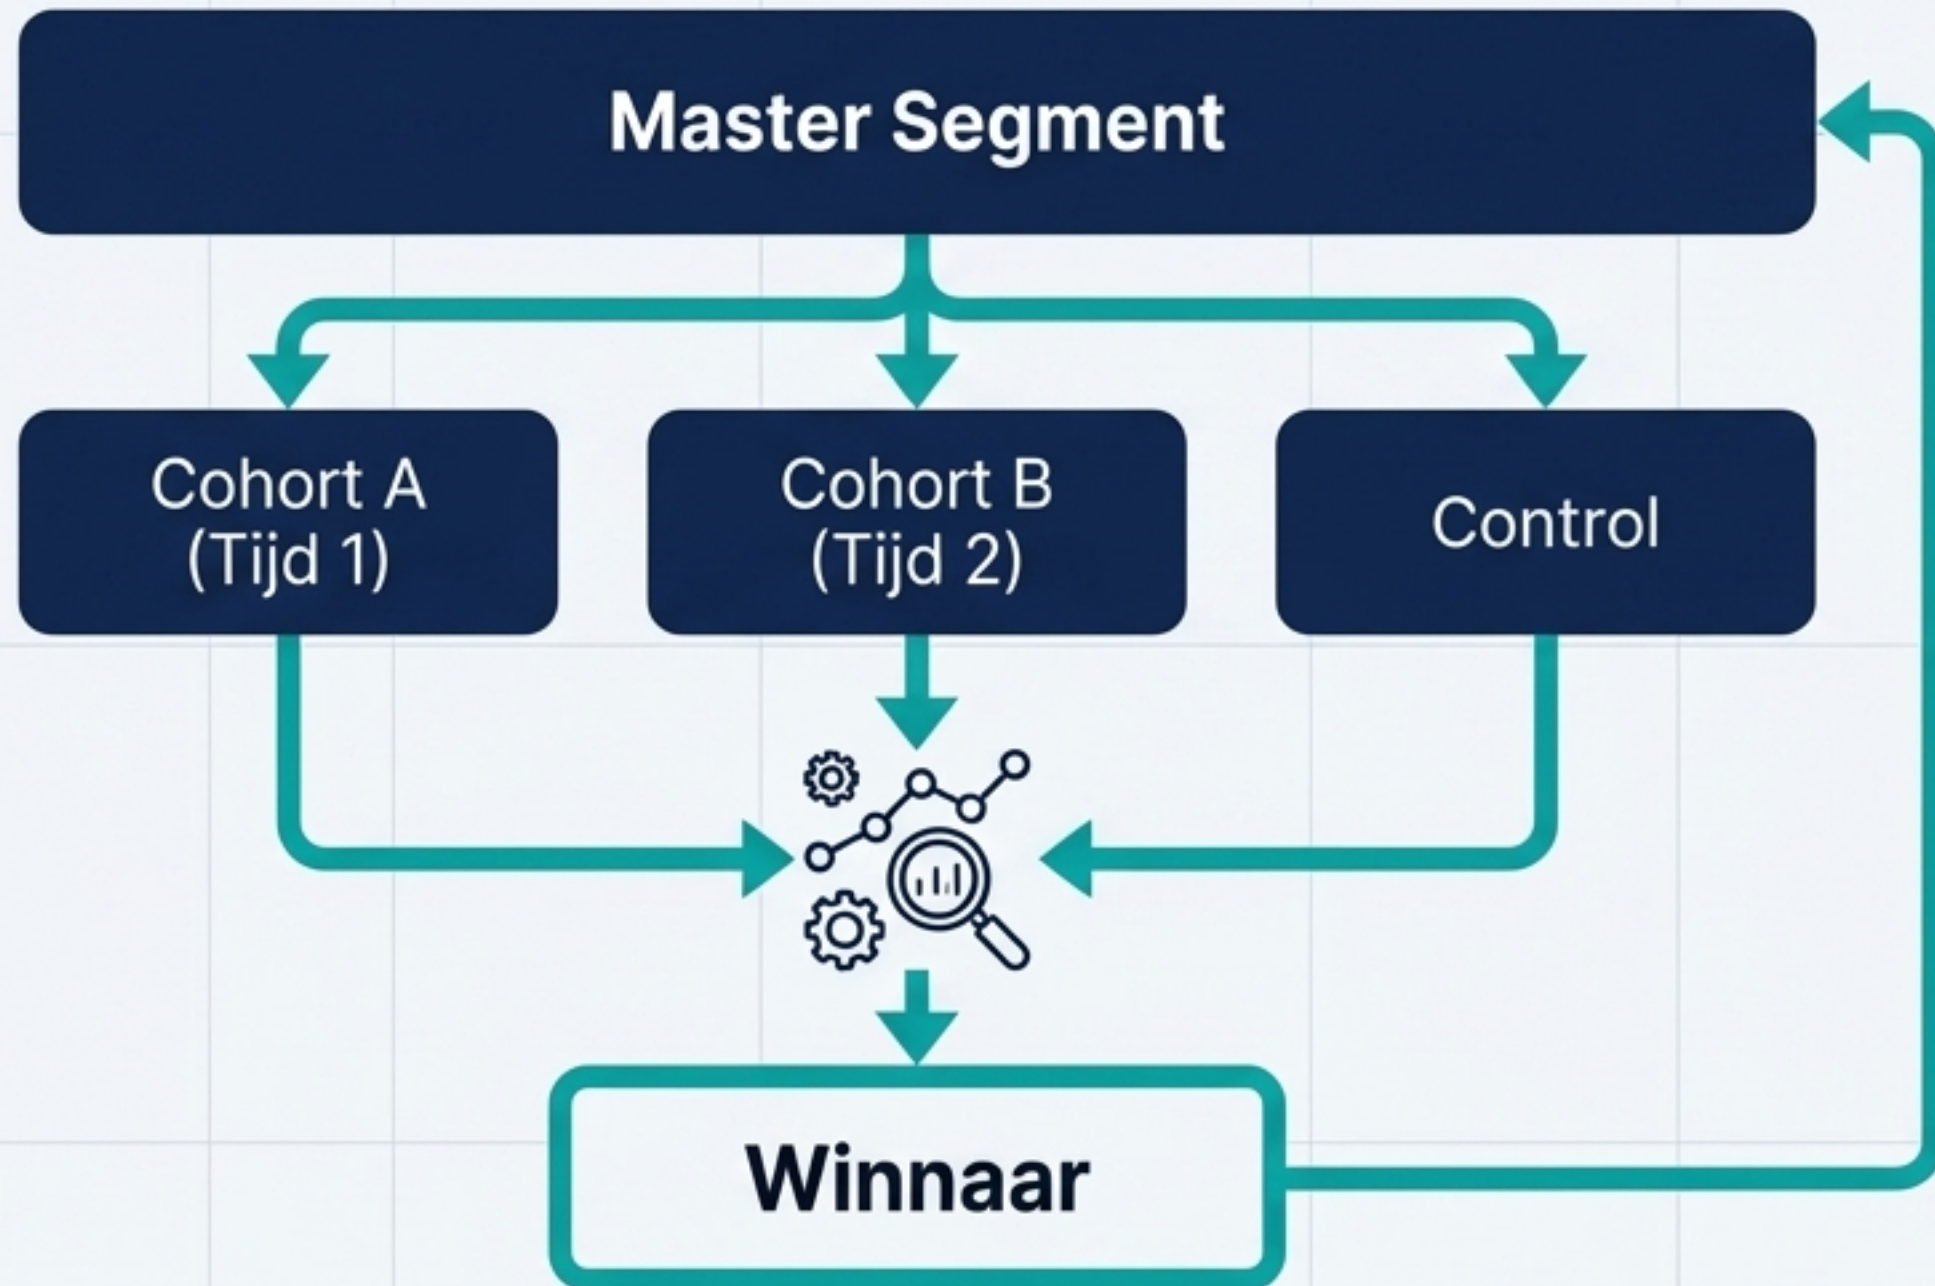 Master Segment
Cohort A
(Tijd 1)
Cohort B
(Tijd 2)
Control
Winnaar